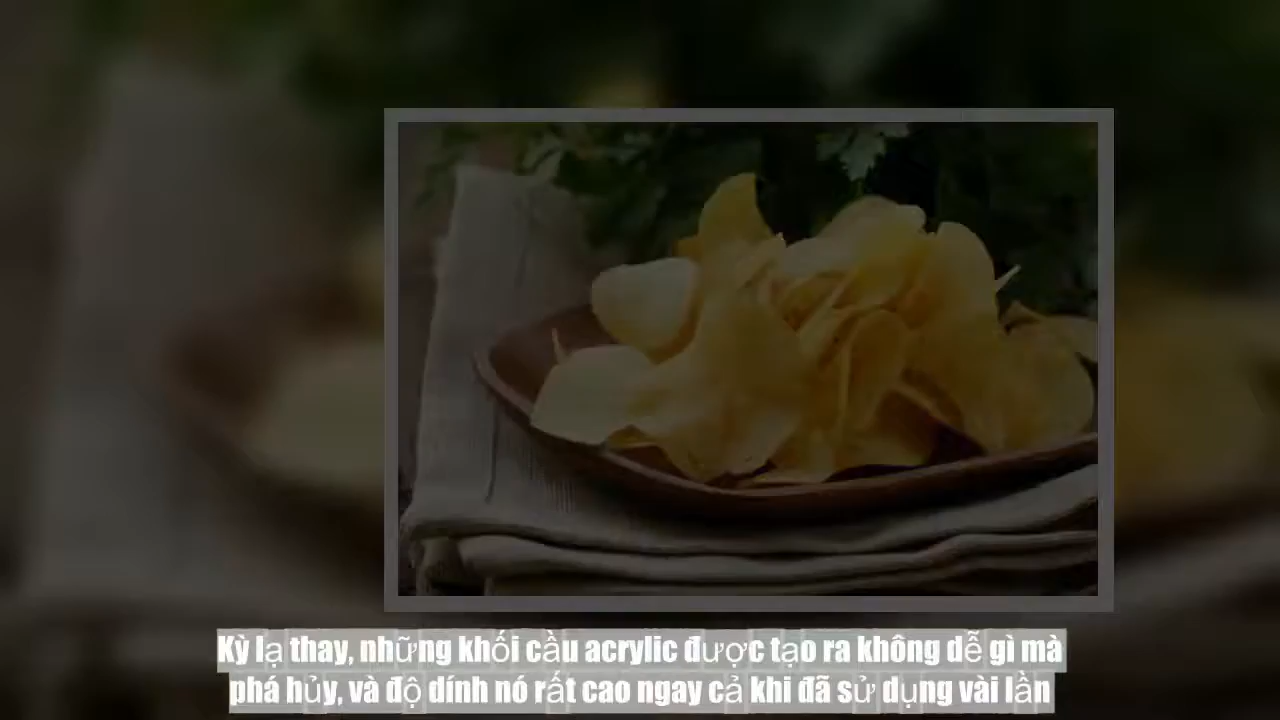 Kỳ lạ thay, những khối cầu acrylic được tạo ra không dễ gì mà
phá hủy, và độ dính nó rất cao ngay cả khi đã sử dụng vài lần